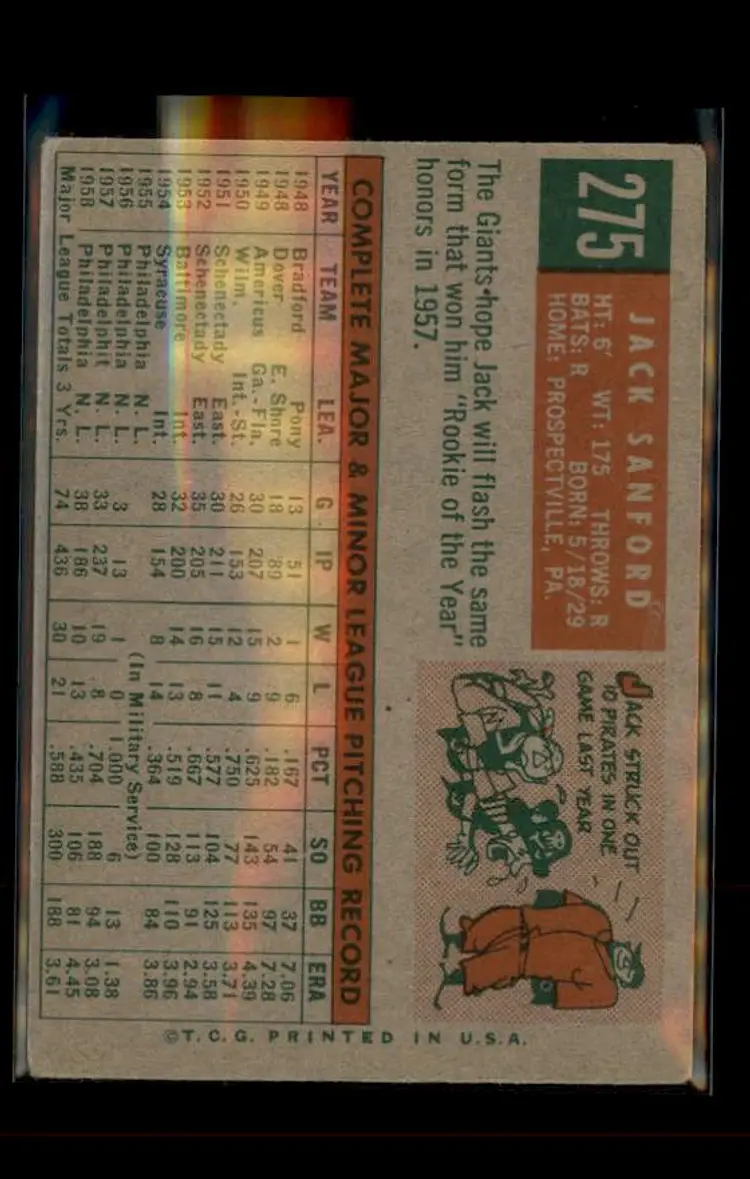 275
JACK SANFORD
HT: 6' WT: 175 THROWS: R
BATS: R BORN: 5/18/29
HOME: PROSPECTVILLE, PA.
The Giants hope Jack will flash the same
form that won him "Rookie of the Year"
honors in 1957.
JACK STRUCK OUT
10 PIRATES IN ONE
GAME LAST YEAR
COMPLETE MAJOR & MINOR LEAGUE PITCHING RECORD
YEAR TEAM LEA. G IP W L PCT SO BB ERA
1948 Bradford Pony 13 51 1 6 .167 41 37 7.06
1948 Dover E. Shore 18 89 2 9 .182 54 97 7.28
1949 Americus Ga.-Fla. 30 207 15 9 .625 143 135 4.39
1950 Wilm. Int.-St. 26 153 12 4 .750 77 113 3.71
1951 Schenectady East. 30 211 15 11 .577 104 125 3.58
1952 Schenectady East. 35 205 16 8 .667 113 91 2.94
1953 Baltimore Int. 32 200 14 13 .519 128 110 3.96
1954 Syracuse Int. 28 154 8 14 .364 100 84 3.86
1955 Philadelphia N. L. (In Military Service)
1956 Philadelphia N. L. 3 13 1 0 1.000 6 13 1.38
1957 Philadelphit N. L. 33 237 19 8 .704 188 94 3.08
1958 Philadelphia N. L. 38 186 10 13 .435 106 81 4.45
Major League Totals 3 Yrs. 74 436 30 21 .588 300 188 3.61
©T.C.G. PRINTED IN U.S.A.